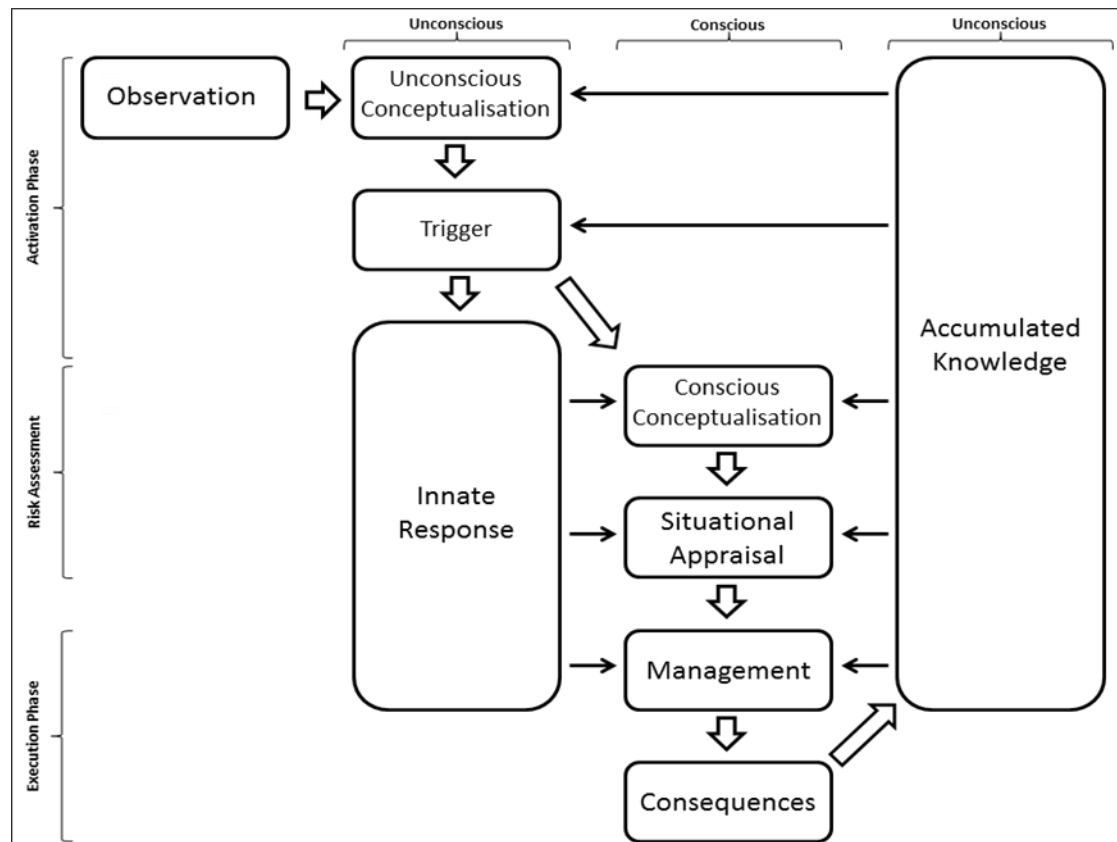 Unconscious
Conscious
Unconscious
Observation
Unconscious
Conceptualisation
Trigger
Innate
Response
Conscious
Conceptualisation
Situational
Appraisal
Management
Consequences
Accumulated
Knowledge
Activation Phase
Risk Assessment
Execution Phase